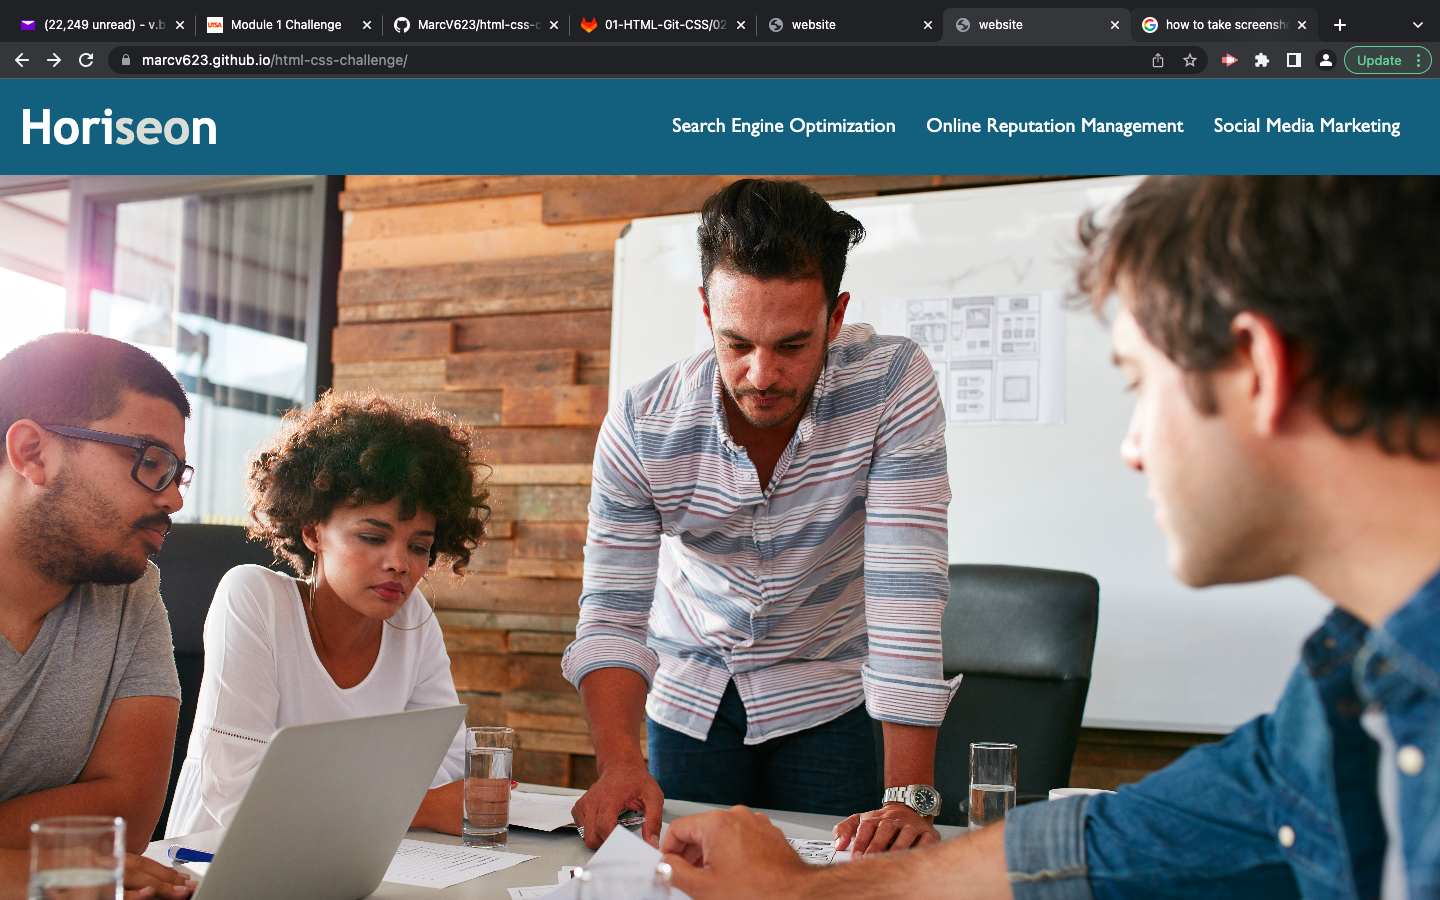 (22,249 unread) - v.b
Module 1 Challenge
MarcV623/html-css-c
01-HTML-Git-CSS/02
website
website
how to take screensho
marcv623.github.io/html-css-challenge/
Update
Horiseon
Search Engine Optimization
Online Reputation Management
Social Media Marketing